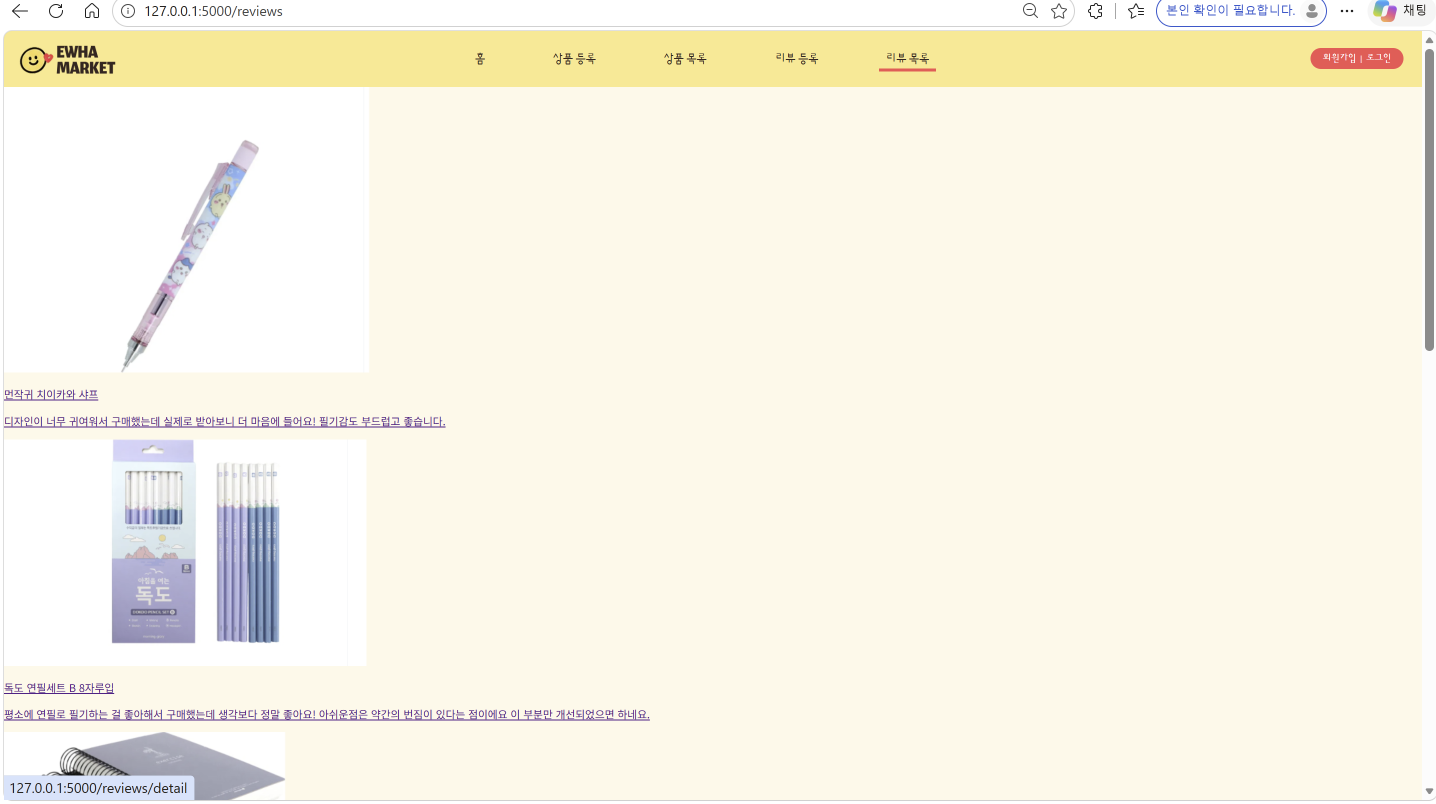 127.0.0.1:5000/reviews
본인 확인이 필요합니다.
채팅
EWHA
MARKET
홈
상품 등록
상품 목록
리뷰 등록
리뷰 목록
회원가입 | 로그인
먼작귀 치이카와 샤프
디자인이 너무 귀여워서 구매했는데 실제로 받아보니 더 마음에 들어요! 필기감도 부드럽고 좋습니다.
아침을 여는
독도
독도 연필세트 B 8자루입
평소에 연필로 필기하는 걸 좋아해서 구매했는데 생각보다 정말 좋아요! 아쉬운점은 약간의 번짐이 있다는 점이에요 이 부분만 개선되었으면 하네요.
127.0.0.1:5000/reviews/detail